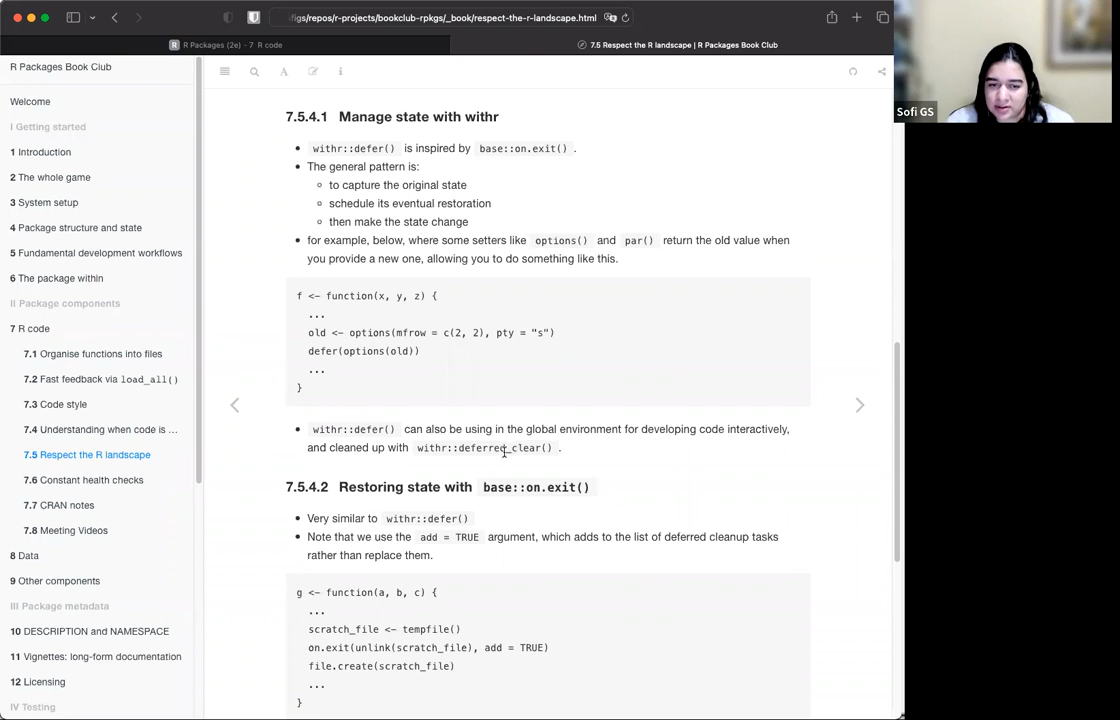 figs/repos/r-projects/bookclub-rpkgs/_book/respect-the-r-landscape.html
R R Packages (2e) - 7 R code
7.5 Respect the R landscape | R Packages Book Club
R Packages Book Club
Welcome
I Getting started
1 Introduction
2 The whole game
3 System setup
4 Package structure and state
5 Fundamental development workflows
6 The package within
II Package components
7 R code
7.1 Organise functions into files
7.2 Fast feedback via load_all()
7.3 Code style
7.4 Understanding when code is ...
7.5 Respect the R landscape
7.6 Constant health checks
7.7 CRAN notes
7.8 Meeting Videos
8 Data
9 Other components
III Package metadata
10 DESCRIPTION and NAMESPACE
11 Vignettes: long-form documentation
12 Licensing
IV Testing
A
i
7.5.4.1 Manage state with withr
• withr::defer() is inspired by base::on.exit() .
• The general pattern is:
to capture the original state
schedule its eventual restoration
then make the state change
• for example, below, where some setters like options() and par() return the old value when
you provide a new one, allowing you to do something like this.
f <- function(x, y, z) {
...
old <- options(mfrow = c(2, 2), pty = "s")
defer(options(old))
...
}
• withr::defer() can also be using in the global environment for developing code interactively,
and cleaned up with withr::deferred_clear() .
7.5.4.2 Restoring state with base::on.exit()
• Very similar to withr::defer()
• Note that we use the add = TRUE argument, which adds to the list of deferred cleanup tasks
rather than replace them.
g <- function(a, b, c) {
...
scratch_file <- tempfile()
on.exit(unlink(scratch_file), add = TRUE)
file.create(scratch_file)
...
}
Sofi GS